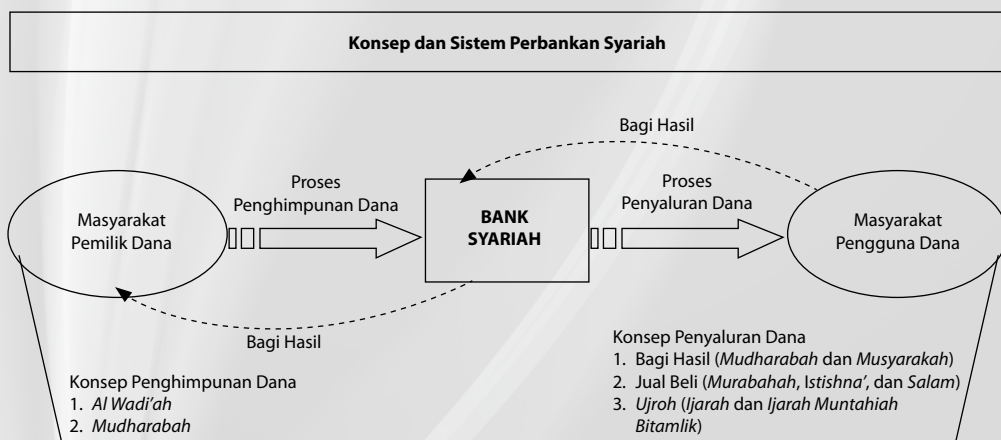 Konsep dan Sistem Perbankan Syariah
Bagi Hasil
Proses
Penghimpunan Dana
Proses
Penyaluran Dana
Masyarakat
Pemilik Dana
BANK
SYARIAH
Masyarakat
Pengguna Dana
Bagi Hasil
Konsep Penghimpunan Dana
1. Al Wadi'ah
2. Mudharabah
Konsep Penyaluran Dana
1. Bagi Hasil (Mudharabah dan Musyarakah)
2. Jual Beli (Murabahah, Istishna’, dan Salam)
3. Ujroh (Ijarah dan Ijarah Muntahiah
Bitamlik)